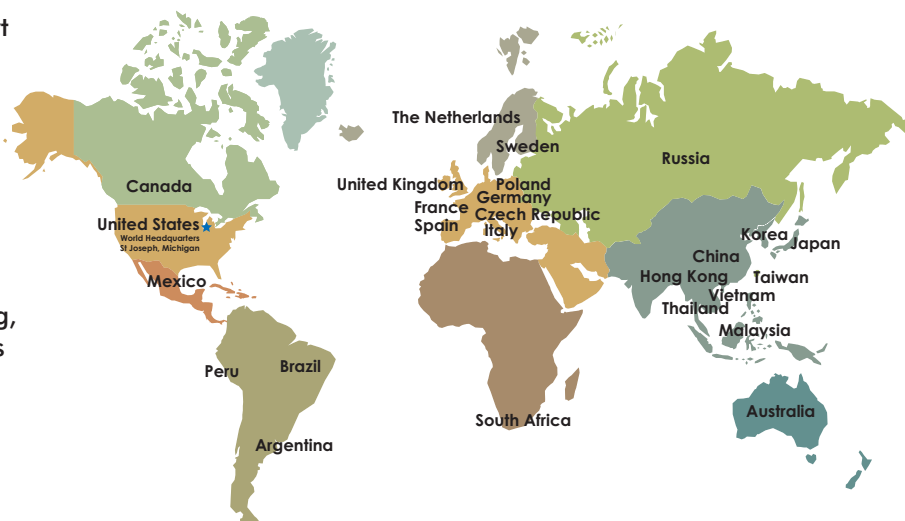 t
The Netherlands
Sweden
Russia
Canada
United Kingdom
Poland
Germany
France
Czech Republic
Spain
Italy
United States
World Headquarters
St Joseph, Michigan
Korea
Japan
China
Hong Kong
Taiwan
Mexico
Vietnam
Thailand
g,
Malaysia
s
Peru
Brazil
Australia
South Africa
Argentina